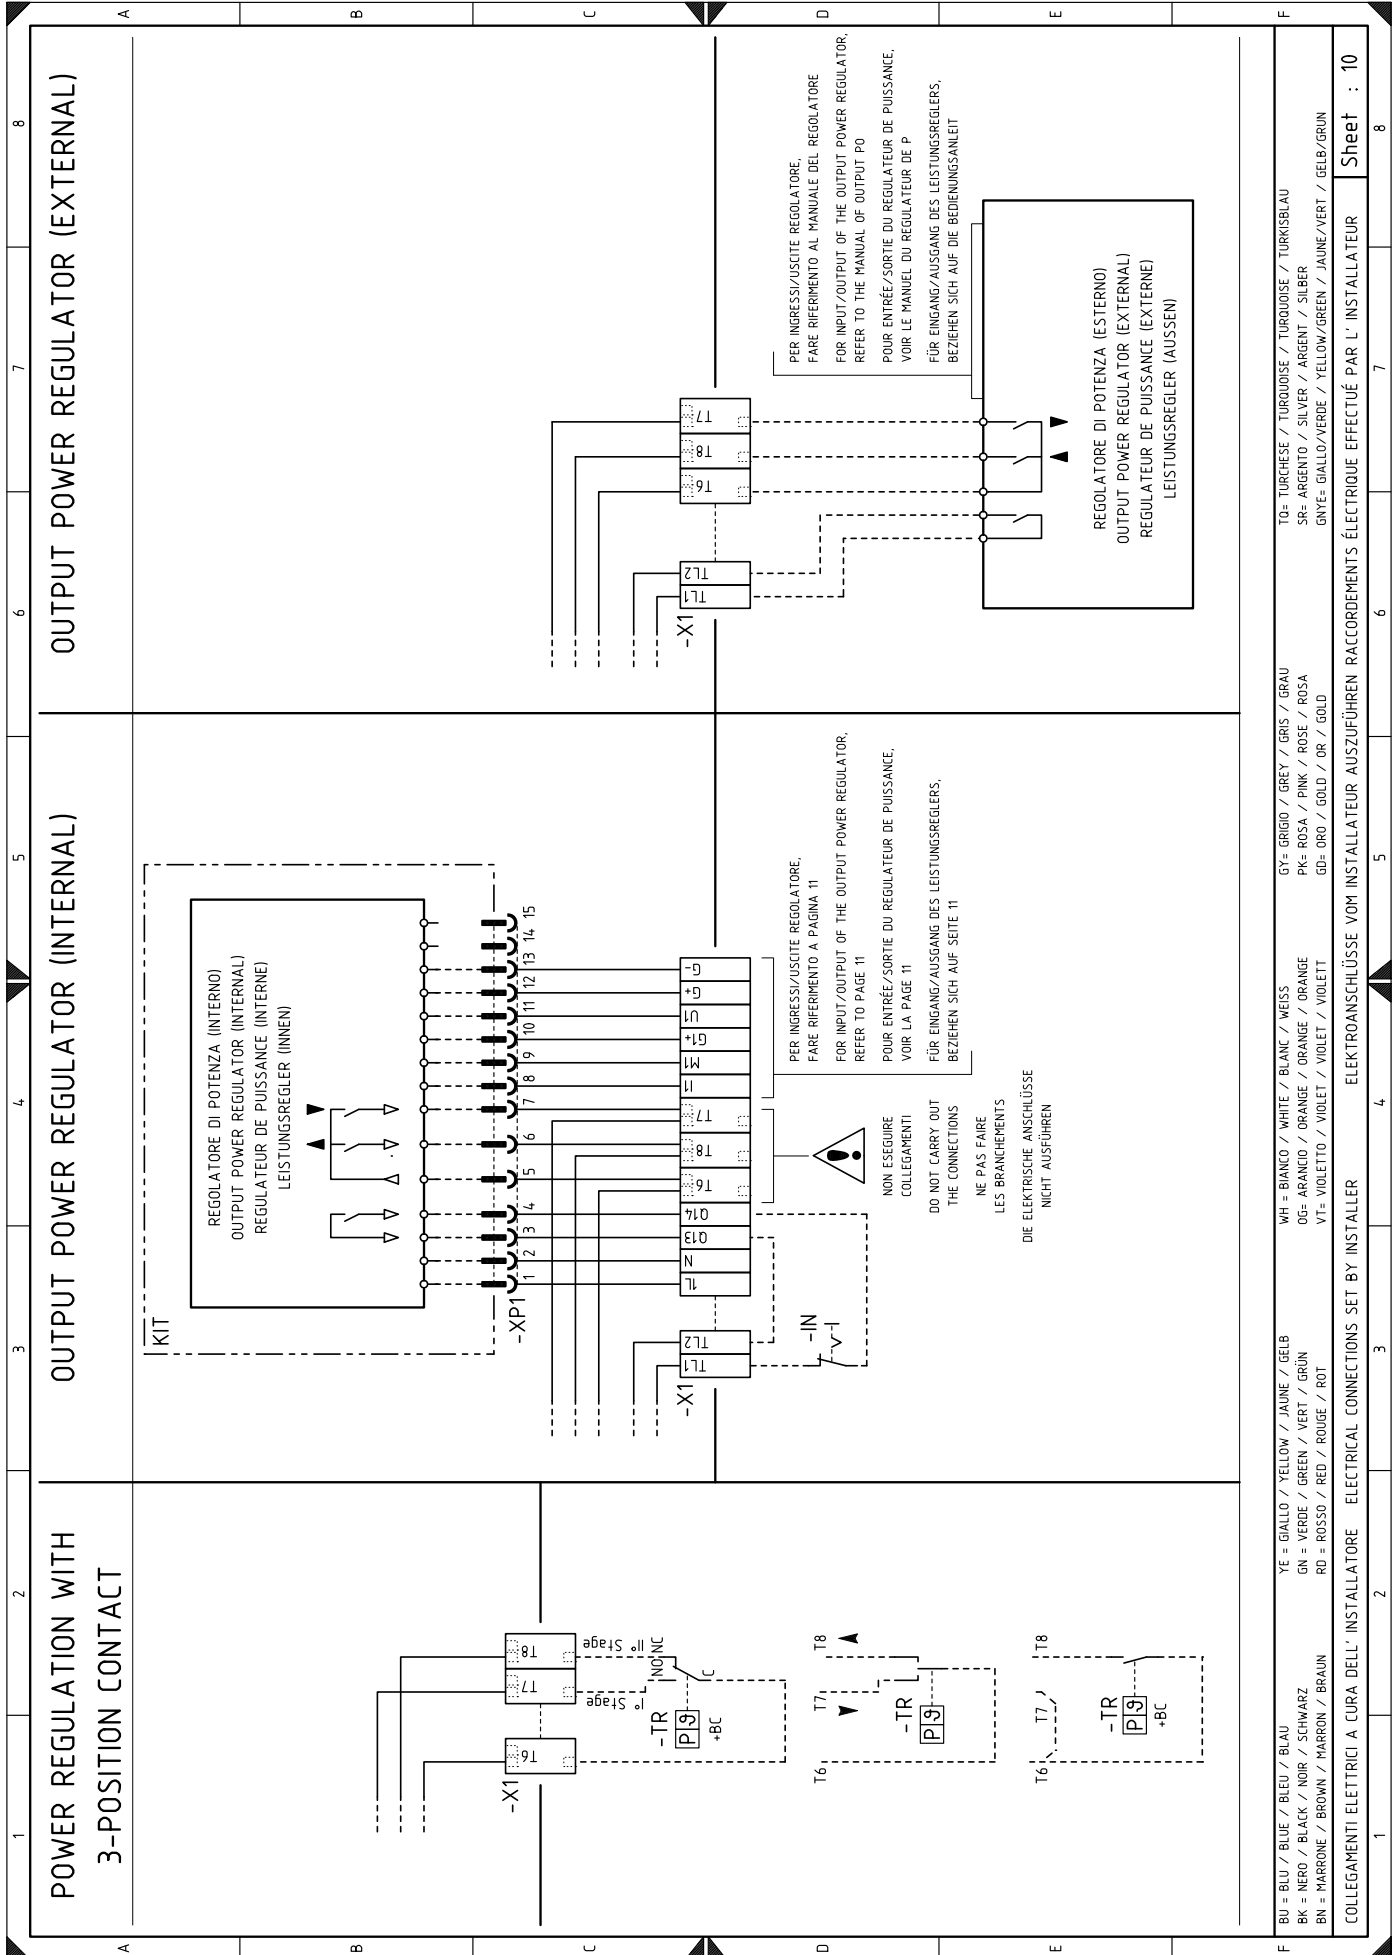 1 2 3 4 5 6 7 8
A
B
C
D
E
F
POWER REGULATION WITH
3-POSITION CONTACT
-X1
T6
T7
T8
I° Stage
II° Stage
NO NC
C
-TR
P ϑ
+BC
T6
T7
T8
-TR
P ϑ
T6
T7
T8
-TR
P ϑ
+BC
OUTPUT POWER REGULATOR (INTERNAL)
KIT
REGOLATORE DI POTENZA (INTERNO)
OUTPUT POWER REGULATOR (INTERNAL)
REGULATEUR DE PUISSANCE (INTERNE)
LEISTUNGSREGLER (INNEN)
-XP1
1 2 3 4 5 6 7 8 9 10 11 12 13 14 15
-X1
TL1 TL2
1L N Q13 Q14 T6 T8 T7 I1 M1 G1+ U1 G+ G-
-IN
NON ESEGUIRE
COLLEGAMENTI
DO NOT CARRY OUT
THE CONNECTIONS
NE PAS FAIRE
LES BRANCHEMENTS
DIE ELEKTRISCHE ANSCHLÜSSE
NICHT AUSFÜHREN
PER INGRESSI/USCITE REGOLATORE,
FARE RIFERIMENTO A PAGINA 11
FOR INPUT/OUTPUT OF THE OUTPUT POWER REGULATOR,
REFER TO PAGE 11
POUR ENTRÉE/SORTIE DU REGULATEUR DE PUISSANCE,
VOIR LA PAGE 11
FÜR EINGANG/AUSGANG DES LEISTUNGSREGLERS,
BEZIEHEN SICH AUF SEITE 11
OUTPUT POWER REGULATOR (EXTERNAL)
-X1
TL1 TL2
T6 T8 T7
PER INGRESSI/USCITE REGOLATORE,
FARE RIFERIMENTO AL MANUALE DEL REGOLATORE
FOR INPUT/OUTPUT OF THE OUTPUT POWER REGULATOR,
REFER TO THE MANUAL OF OUTPUT PO
POUR ENTRÉE/SORTIE DU REGULATEUR DE PUISSANCE,
VOIR LE MANUEL DU REGULATEUR DE P
FÜR EINGANG/AUSGANG DES LEISTUNGSREGLERS,
BEZIEHEN SICH AUF DIE BEDIENUNGSANLEIT
REGOLATORE DI POTENZA (ESTERNO)
OUTPUT POWER REGULATOR (EXTERNAL)
REGULATEUR DE PUISSANCE (EXTERNE)
LEISTUNGSREGLER (AUSSEN)
BU = BLU / BLUE / BLEU / BLAU
BK = NERO / BLACK / NOIR / SCHWARZ
BN = MARRONE / BROWN / MARRON / BRAUN
YE = GIALLO / YELLOW / JAUNE / GELB
GN = VERDE / GREEN / VERT / GRÜN
RD = ROSSO / RED / ROUGE / ROT
WH = BIANCO / WHITE / BLANC / WEISS
OG= ARANCIO / ORANGE / ORANGE / ORANGE
VT= VIOLETTO / VIOLET / VIOLET / VIOLETT
GY= GRIGIO / GREY / GRIS / GRAU
PK= ROSA / PINK / ROSE / ROSA
GD= ORO / GOLD / OR / GOLD
TQ= TURCHESE / TURQUOISE / TURQUOISE / TURKISBLAU
SR= ARGENTO / SILVER / ARGENT / SILBER
GNYE= GIALLO/VERDE / YELLOW/GREEN / JAUNE/VERT / GELB/GRUN
COLLEGAMENTI ELETTRICI A CURA DELL' INSTALLATORE ELECTRICAL CONNECTIONS SET BY INSTALLER ELEKTROANSCHLÜSSE VOM INSTALLATEUR AUSZUFÜHREN RACCORDEMENTS ÉLECTRIQUE EFFECTUÉ PAR L' INSTALLATEUR
Sheet : 10
1 2 3 4 5 6 7 8
A
B
C
D
E
F